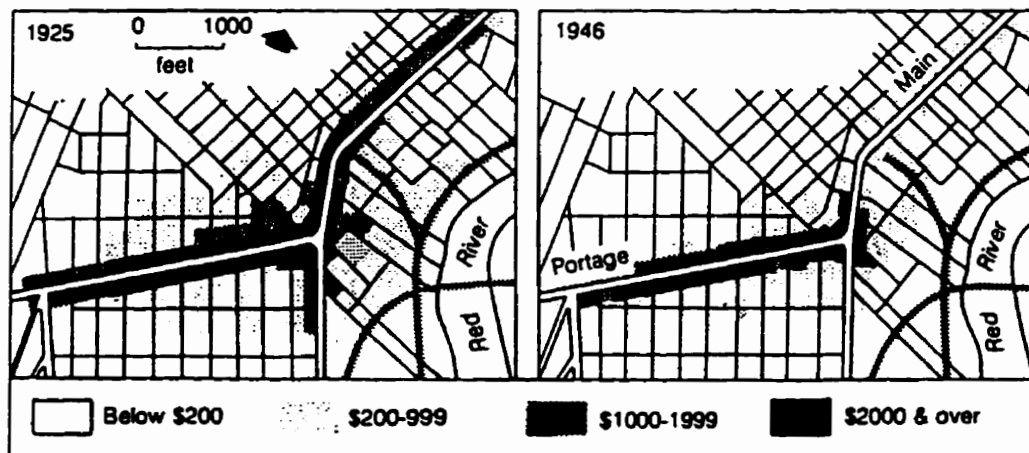 1925
0 1000
feet
River
Red
1946
Main
Portage
River
Red
Below $200
$200-999
$1000-1999
$2000 & over